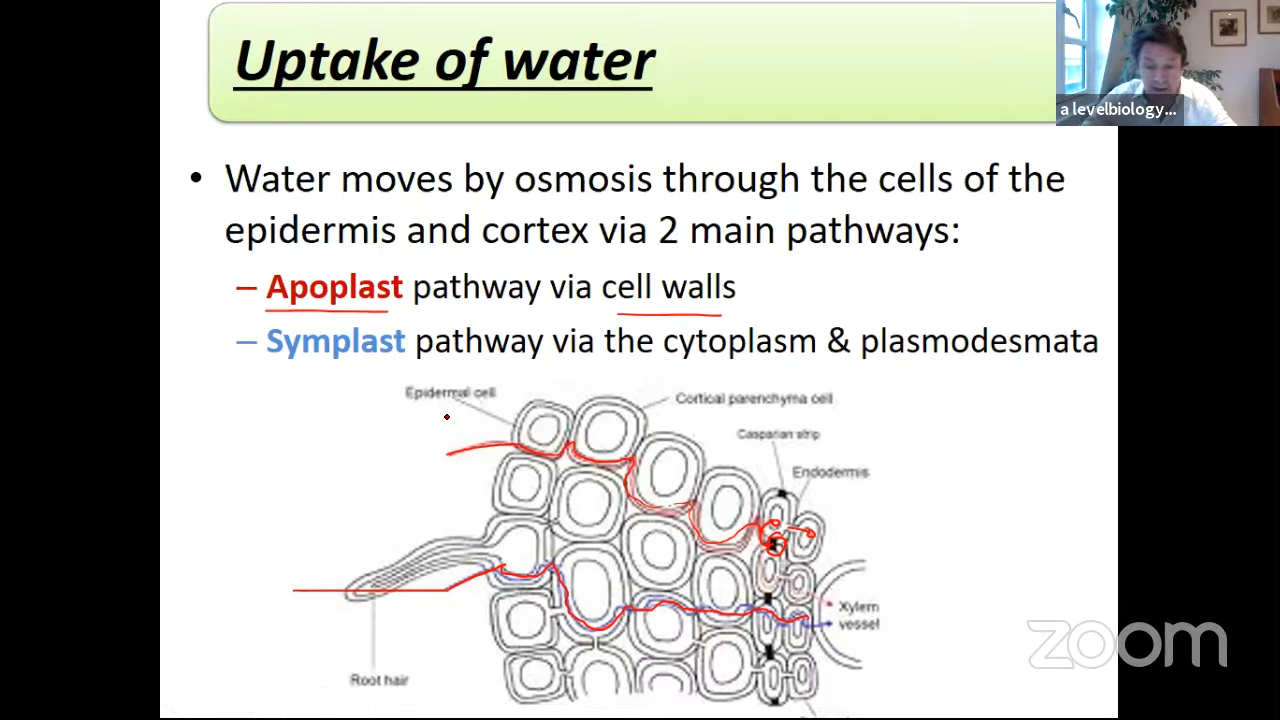 Uptake of water
a levelbiology...
• Water moves by osmosis through the cells of the
epidermis and cortex via 2 main pathways:
– Apoplast pathway via cell walls
– Symplast pathway via the cytoplasm & plasmodesmata
Epidermal cell
Cortical parenchyma cell
Casparian strip
Endodermis
Xylem
vessel
Root hair
zoom